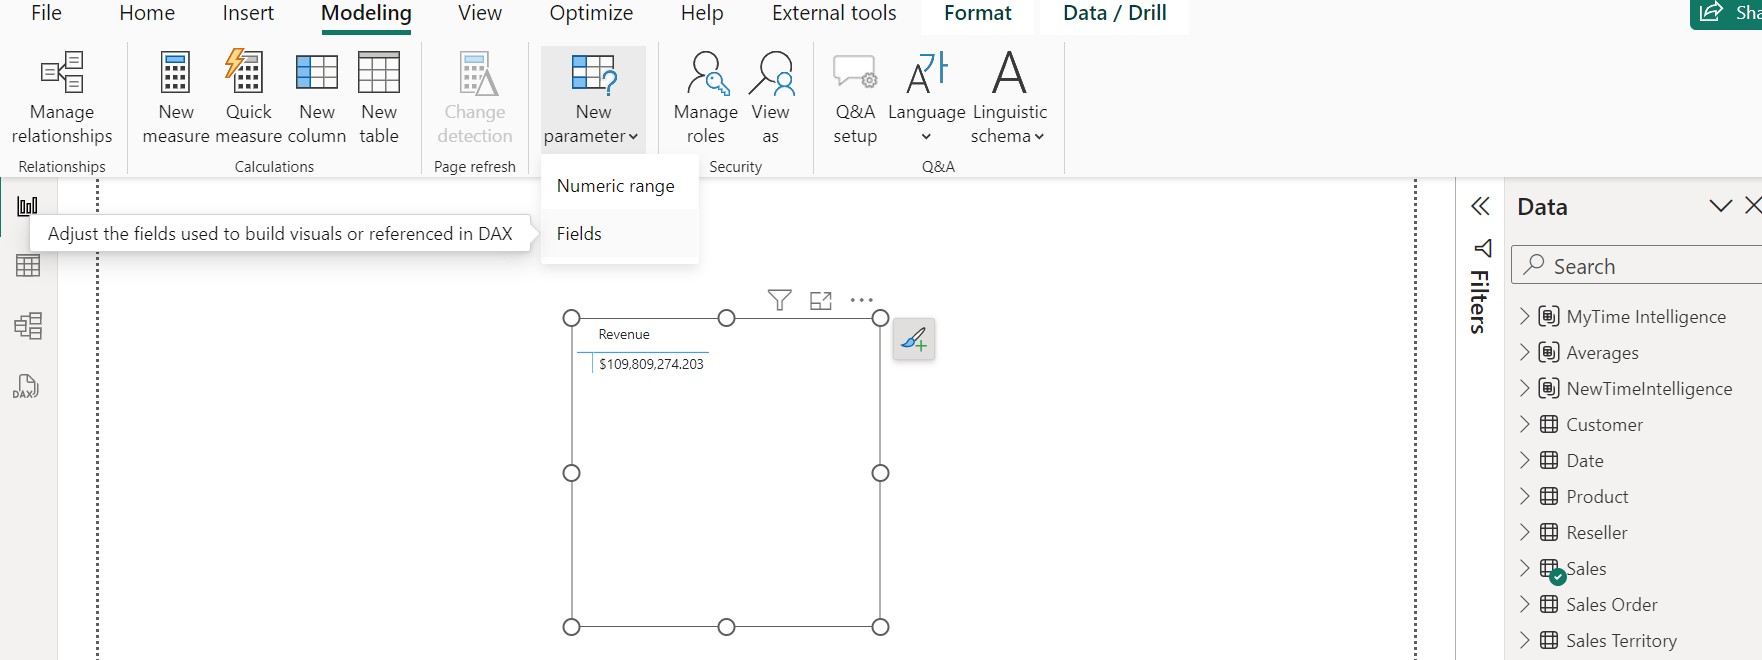 File Home Insert Modeling View Optimize Help External tools Format Data / Drill
Manage relationships
New measure
Quick measure
New column
New table
Change detection
New parameter
Manage roles
View as
Q&A setup
Language
Linguistic schema
Relationships
Calculations
Page refresh
Security
Q&A
Numeric range
Fields
Adjust the fields used to build visuals or referenced in DAX
DAX
Revenue
$109,809,274.203
Filters
Data
Search
MyTime Intelligence
Averages
NewTimeIntelligence
Customer
Date
Product
Reseller
Sales
Sales Order
Sales Territory